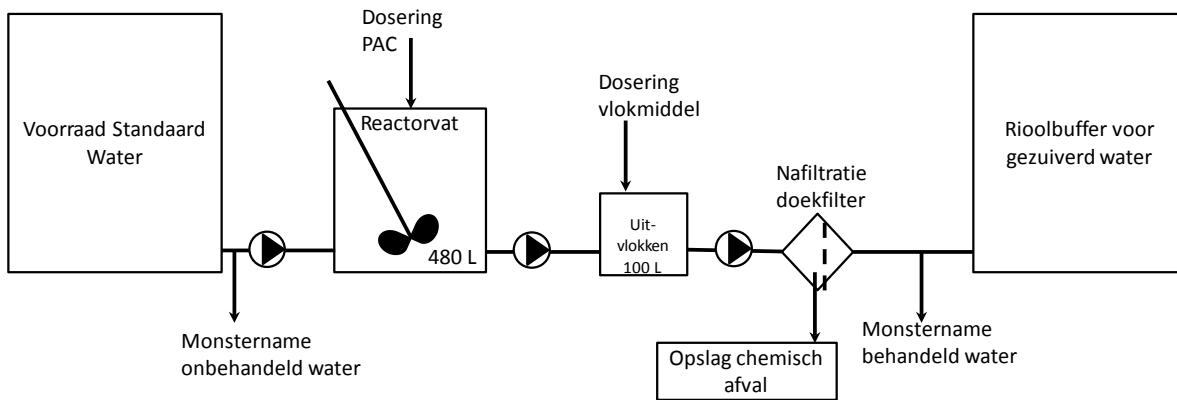 Voorraad Standaard
Water
Monstername
onbehandeld water
Dosering
PAC
Reactorvat
480 L
Dosering
vlokmiddel
Uit-
vlokken
100 L
Nafiltratie
doekfilter
Opslag chemisch
afval
Monstername
behandeld water
Rioolbuffer voor
gezuiverd water